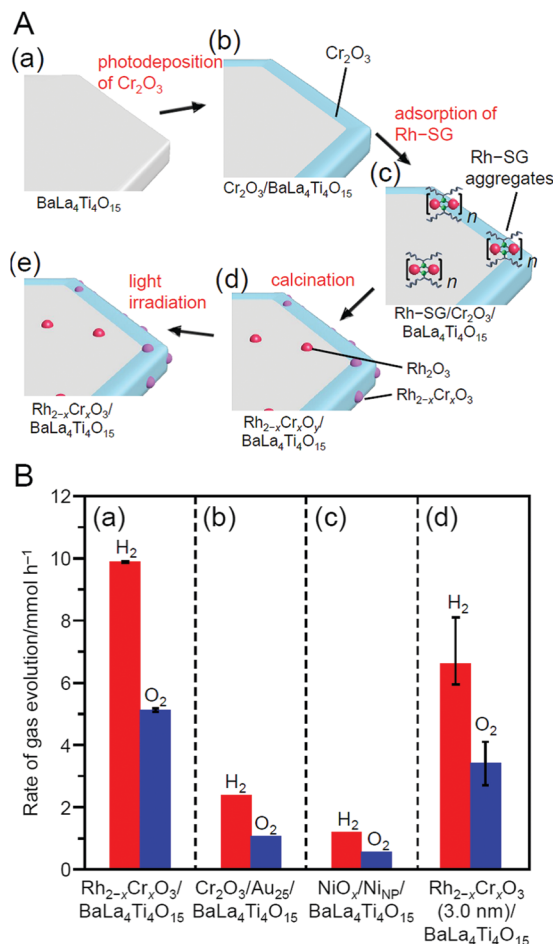 A
(a)
photodeposition
of Cr₂O₃
(b)
Cr₂O₃
BaLa₄Ti₄O₁₅
Cr₂O₃/BaLa₄Ti₄O₁₅
adsorption of
Rh−SG
(c)
Rh−SG
aggregates
n
n
n
Rh−SG/Cr₂O₃/
BaLa₄Ti₄O₁₅
calcination
(d)
Rh₂O₃
Rh₂₋ₓCrₓO₃
Rh₂₋ₓCrₓOy/
BaLa₄Ti₄O₁₅
light
irradiation
(e)
Rh₂₋ₓCrₓO₃/
BaLa₄Ti₄O₁₅
B
Rate of gas evolution/mmol h⁻¹
12
10
8
6
4
2
0
(a)
H₂
O₂
(b)
H₂
O₂
(c)
H₂
O₂
(d)
H₂
O₂
Rh₂₋ₓCrₓO₃/
BaLa₄Ti₄O₁₅
Cr₂O₃/Au₂₅/
BaLa₄Ti₄O₁₅/
NiOₓ/Ni_NP/
BaLa₄Ti₄O₁₅
Rh₂₋ₓCrₓO₃
(3.0 nm)/
BaLa₄Ti₄O₁₅